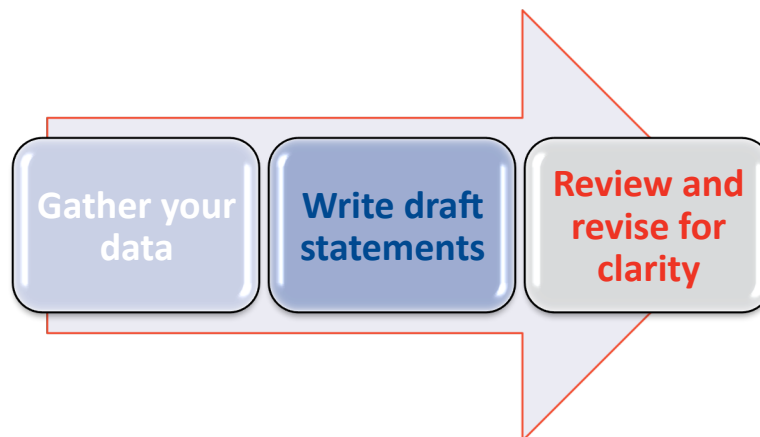 Gather your
data
Write draft
statements
Review and
revise for
clarity